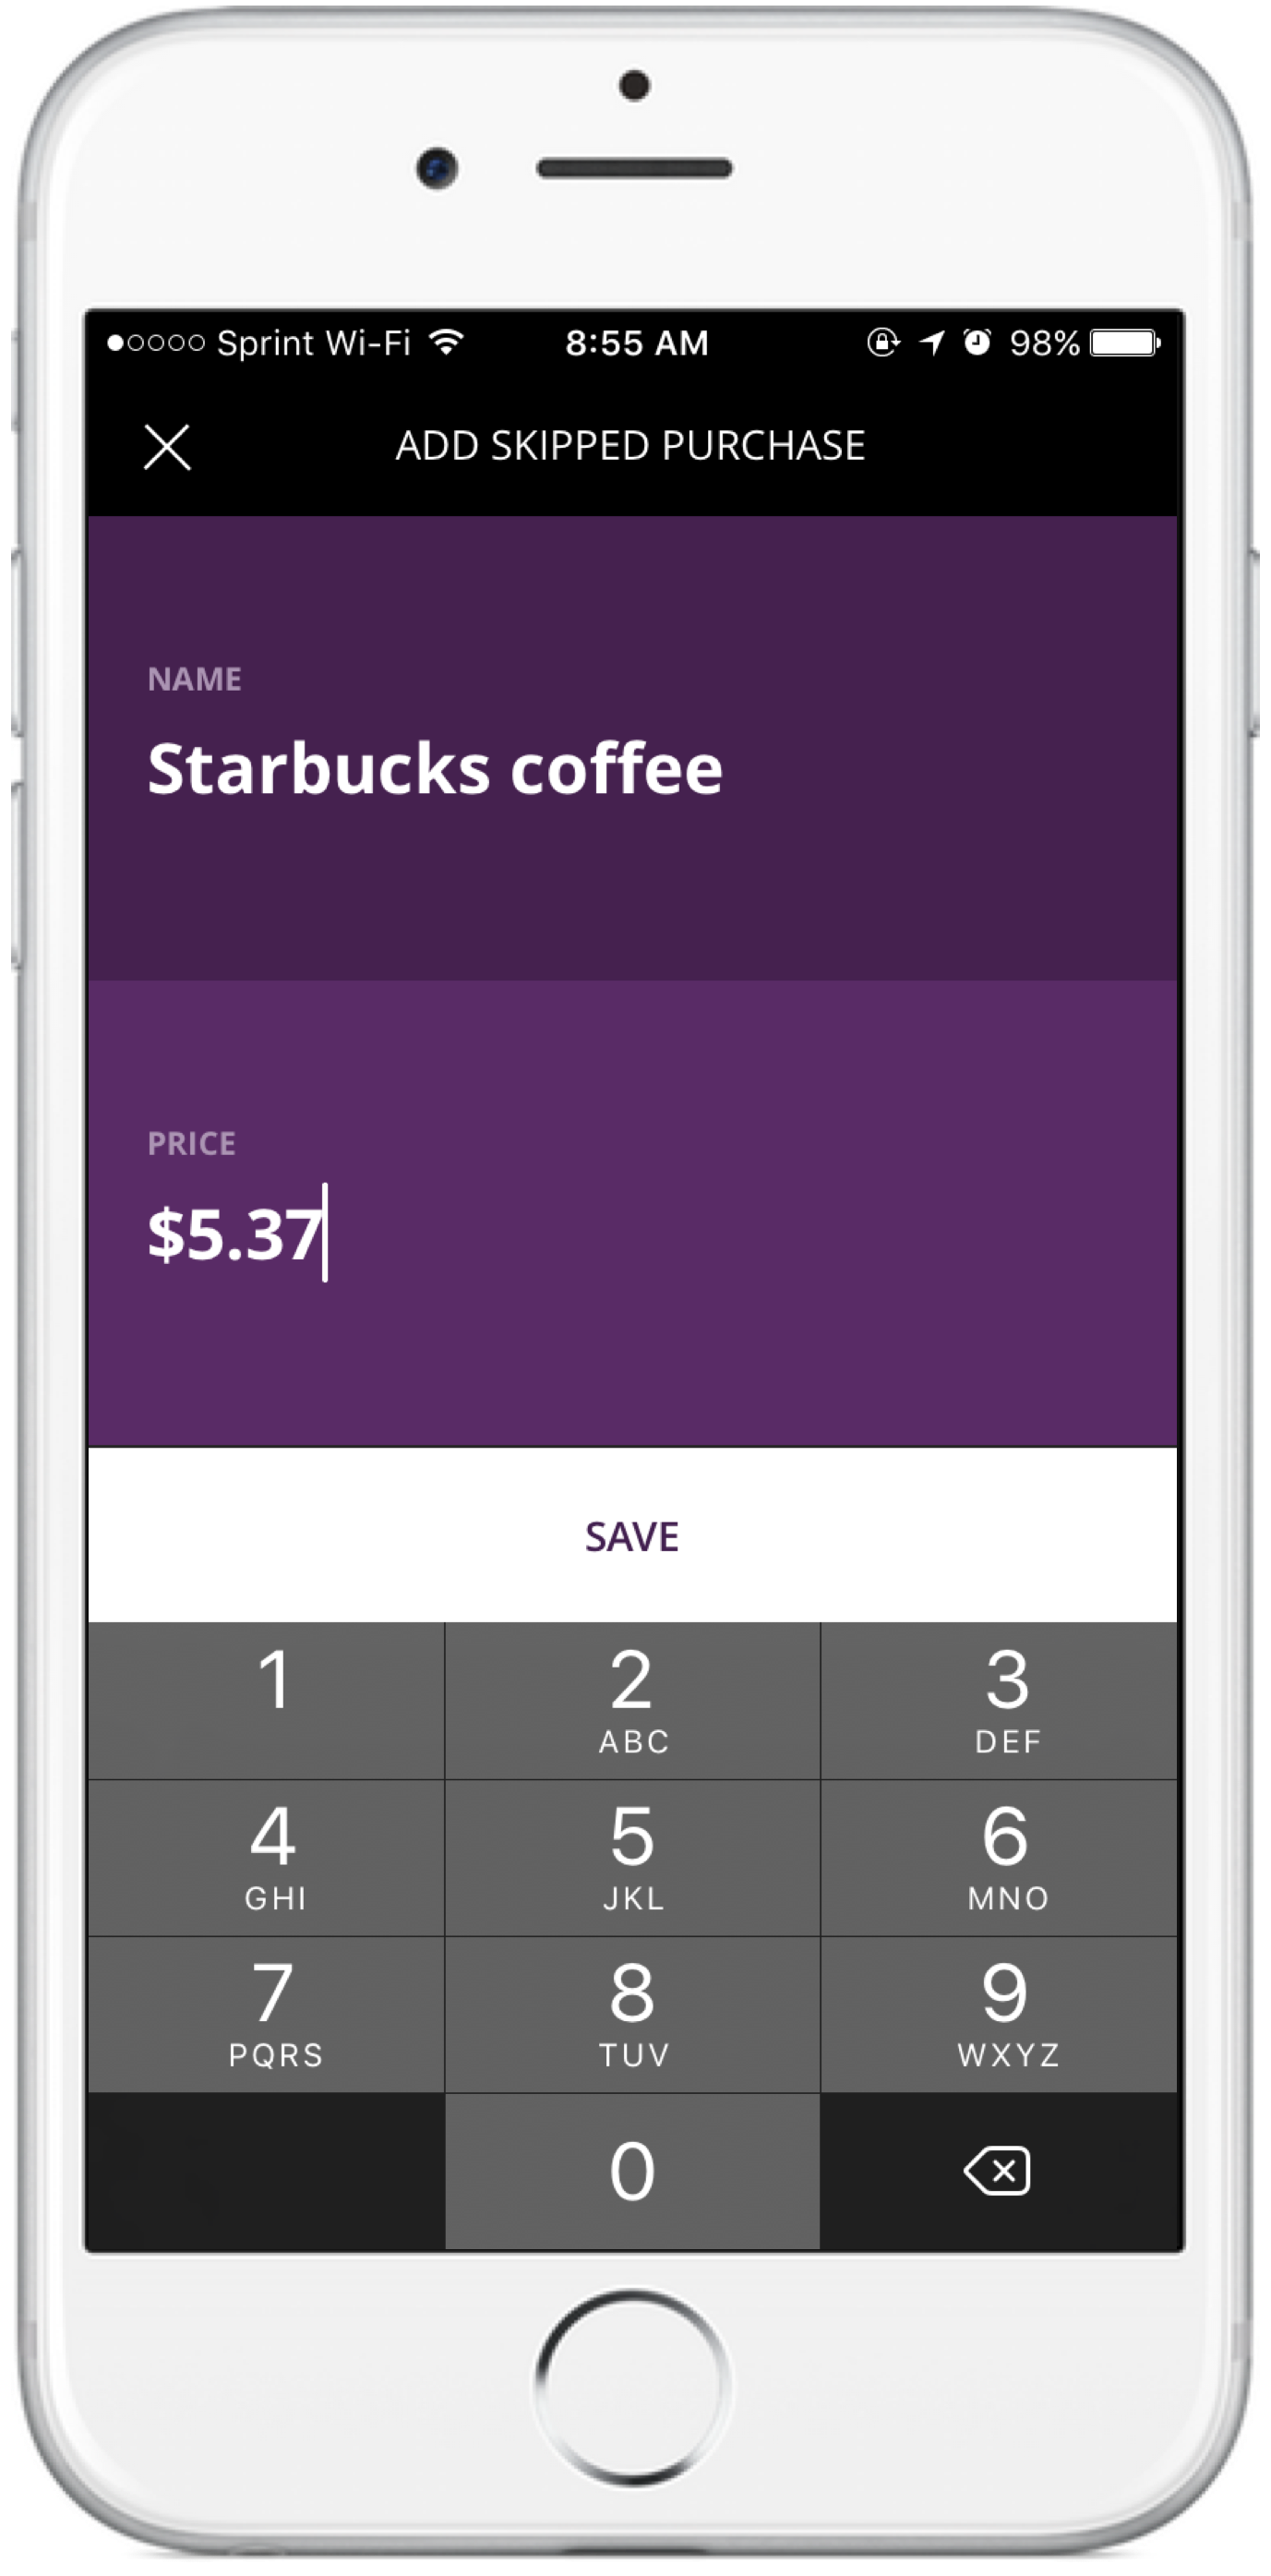 Sprint Wi-Fi 8:55 AM 98%
ADD SKIPPED PURCHASE
NAME
Starbucks coffee
PRICE
$5.37
SAVE
1 2 3
ABC DEF
4 5 6
GHI JKL MNO
7 8 9
PQRS TUV WXYZ
0